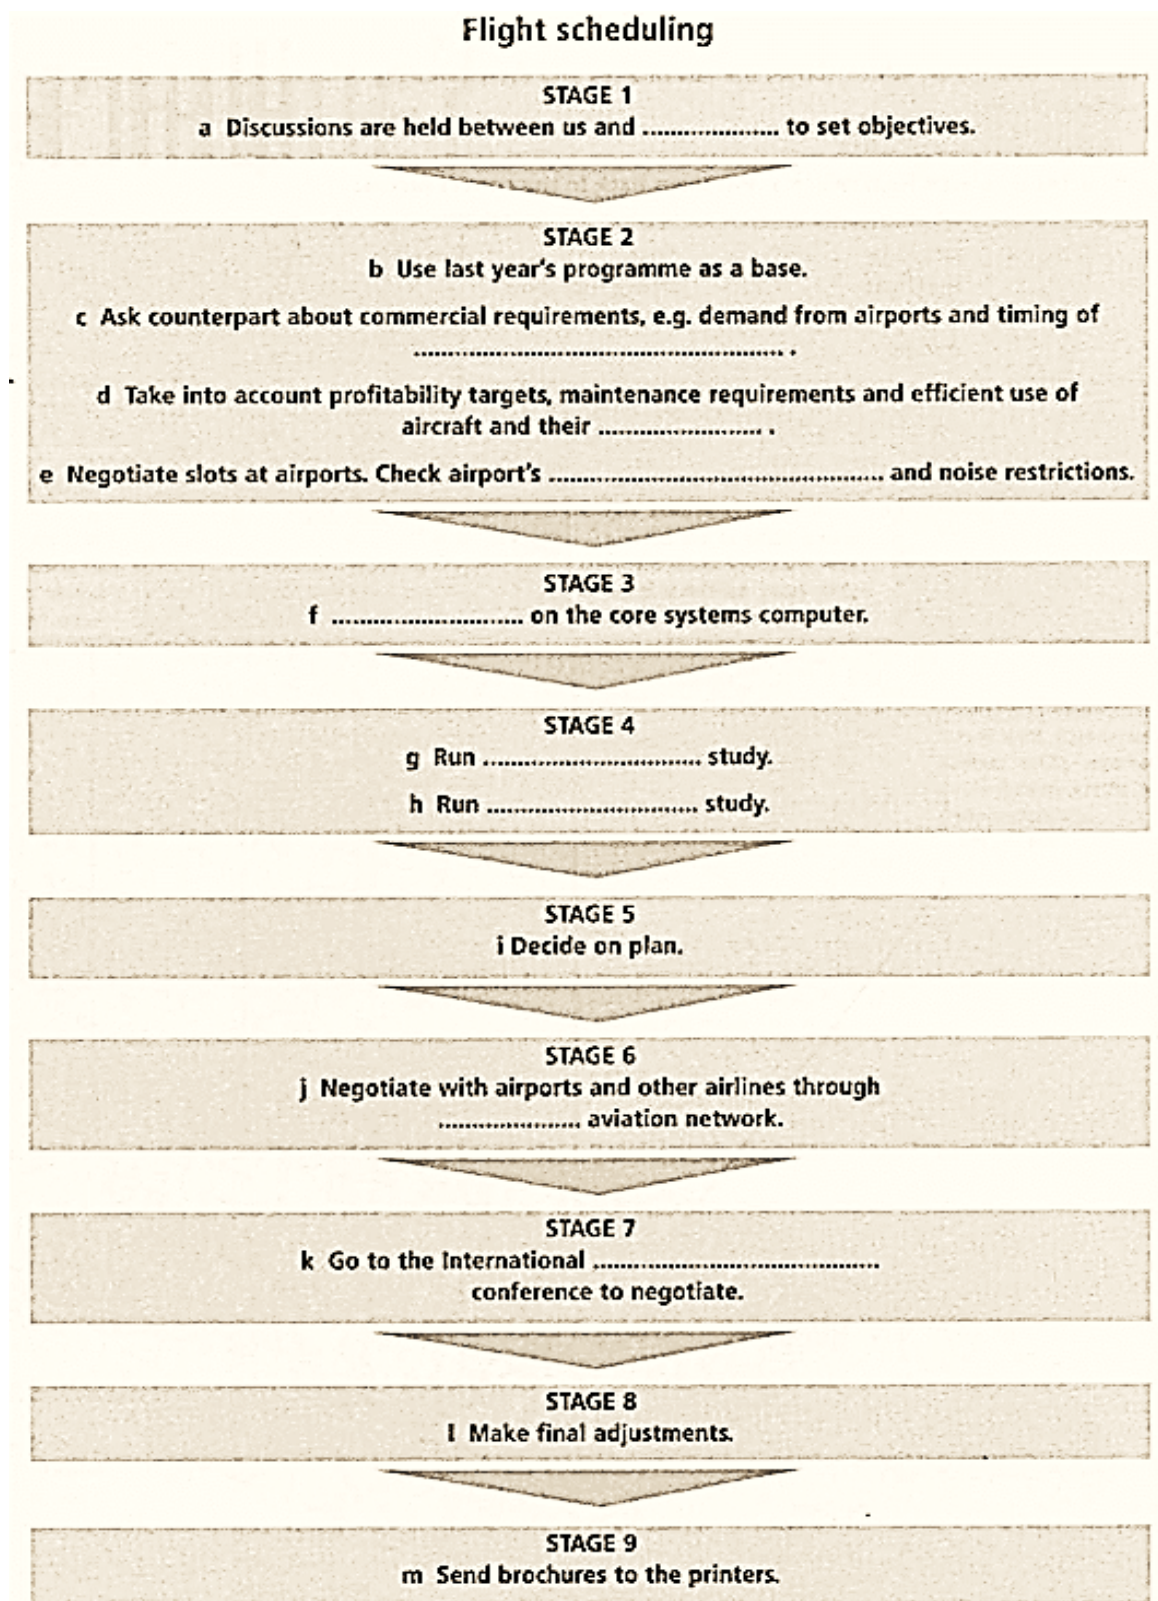 Flight scheduling
STAGE 1
a Discussions are held between us and .................... to set objectives.
STAGE 2
b Use last year's programme as a base.
c Ask counterpart about commercial requirements, e.g. demand from airports and timing of
...................................................... .
d Take into account profitability targets, maintenance requirements and efficient use of
aircraft and their ........................ .
e Negotiate slots at airports. Check airport's ................................................. and noise restrictions.
STAGE 3
f ............................ on the core systems computer.
STAGE 4
g Run ................................ study.
h Run ............................... study.
STAGE 5
i Decide on plan.
STAGE 6
j Negotiate with airports and other airlines through
..................... aviation network.
STAGE 7
k Go to the International ..........................................
conference to negotiate.
STAGE 8
l Make final adjustments.
STAGE 9
m Send brochures to the printers.